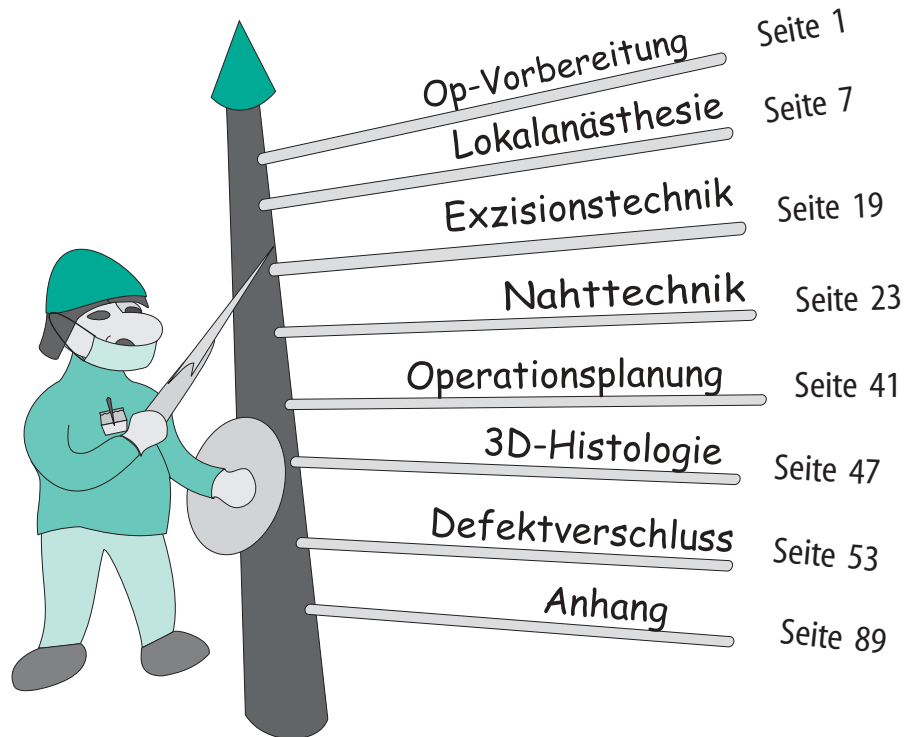 Op-Vorbereitung Seite 1
Lokalanästhesie Seite 7
Exzisionstechnik Seite 19
Nahttechnik Seite 23
Operationsplanung Seite 41
3D-Histologie Seite 47
Defektverschluss Seite 53
Anhang Seite 89